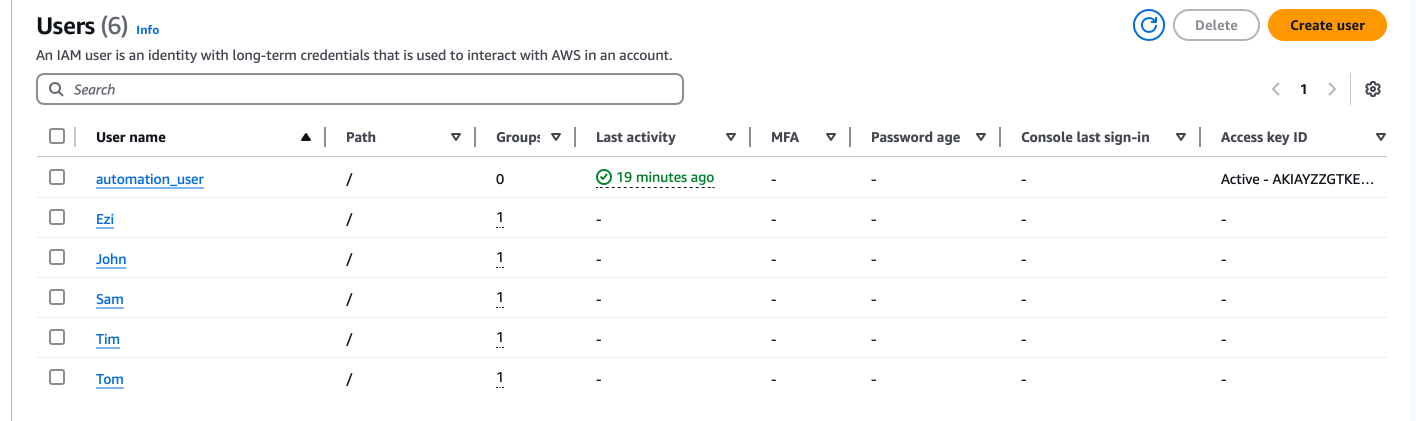 Users (6) Info Delete Create user
An IAM user is an identity with long-term credentials that is used to interact with AWS in an account.
Search 1
User name Path Groups Last activity MFA Password age Console last sign-in Access key ID
automation_user / 0 19 minutes ago - - - Active - AKIAYZZGTKE...
Ezi / 1 - - - - -
John / 1 - - - - -
Sam / 1 - - - - -
Tim / 1 - - - - -
Tom / 1 - - - - -